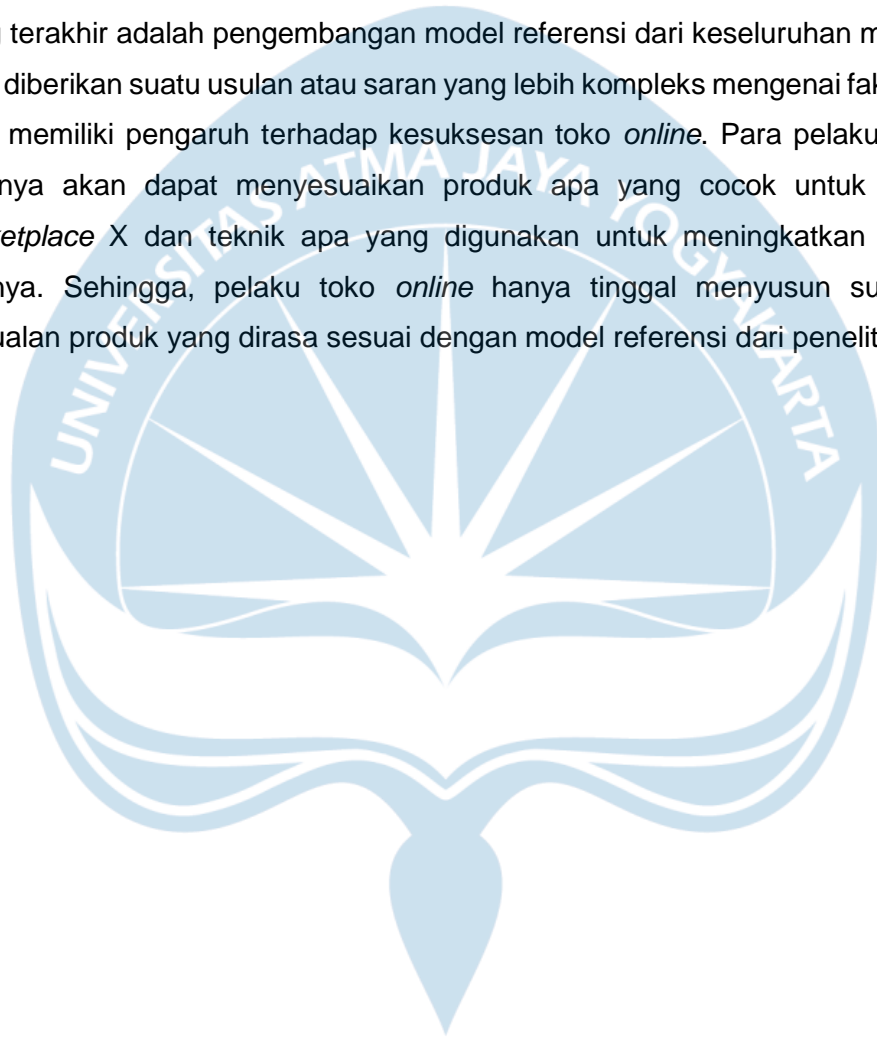 terakhir adalah pengembangan model referensi dari keseluruhan
diberikan suatu usulan atau saran yang lebih kompleks mengenai
memiliki pengaruh terhadap kesuksesan toko online. Para pelaku
nya akan dapat menyesuaikan produk apa yang cocok untuk
etplace X dan teknik apa yang digunakan untuk meningkatkan
nya. Sehingga, pelaku toko online hanya tinggal menyusun
ualan produk yang dirasa sesuai dengan model referensi dari penelit
UNIVERSITAS ATMA JAYA YOGYAKARTA